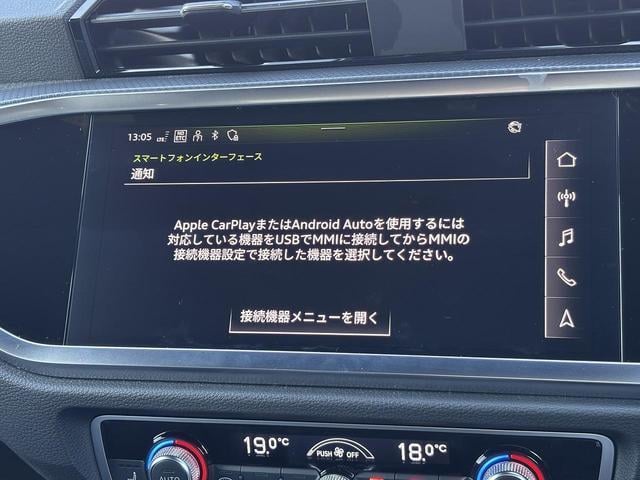 13:05 LTE NO ETC
スマートフォンインターフェース
通知
Apple CarPlayまたはAndroid Autoを使用するには
対応している機器をUSBでMMIに接続してからMMIの
接続機器設定で接続した機器を選択してください。
接続機器メニューを開く
19.0°C PUSH OFF 18.0°C
AUTO